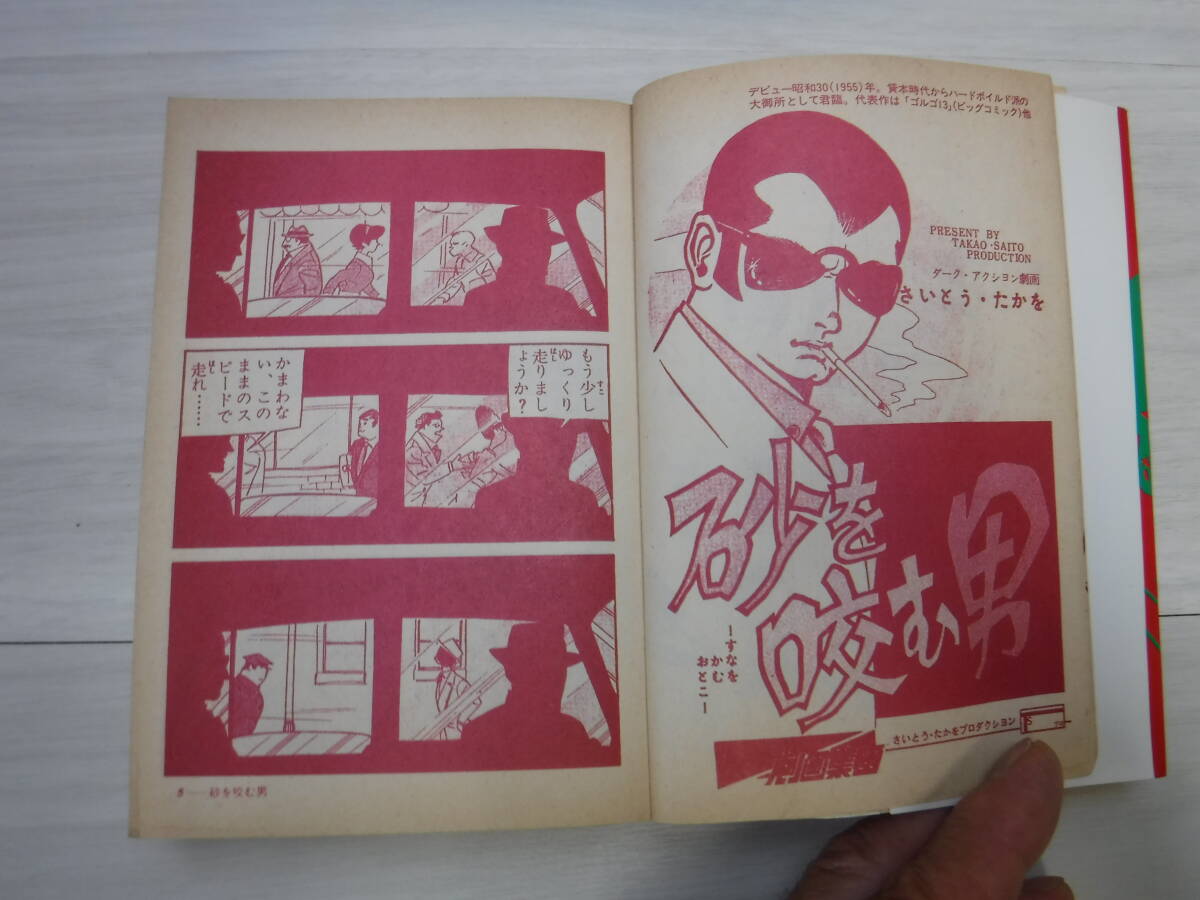 デビュー昭和30(1955)年。貸本時代からハードボイルド派の
大御所として君臨。代表作は「ゴルゴ13」(ビッグコミック)他
PRESENT BY
TAKAO・SAITO
PRODUCTION
ダーク・アクション劇画
さいとう・たかを
砂を
咬む男
―すなを
かむ
おとこ―
さいとう・たかをプロダクション
もう少し
ゆっくり
走りまし
ょうか?
かまわな
い、この
ままのス
ピードで
走れ……
5――砂を咬む男